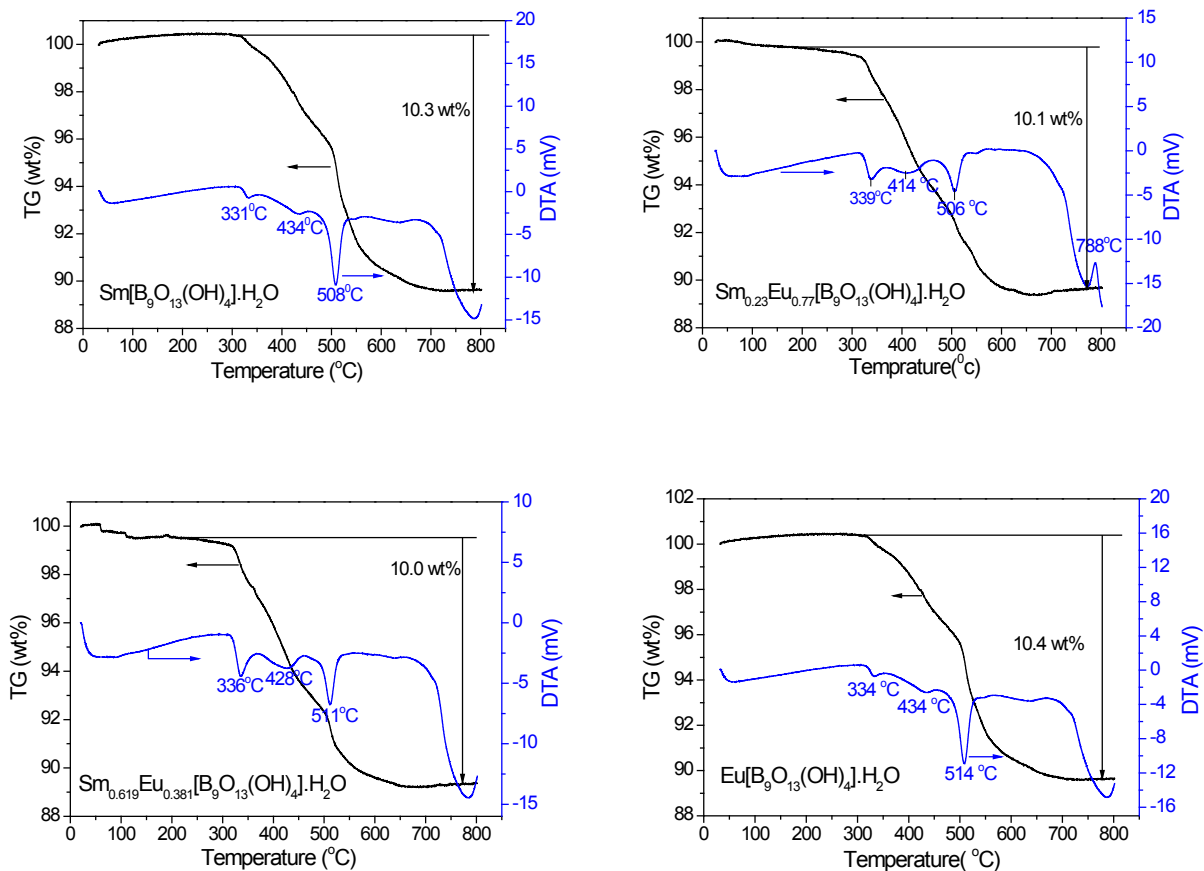 TG (wt%)
100
98
96
94
92
90
88
20
15
10
5
0
-5
-10
-15
DTA (mV)
10.3 wt%
331⁰C
434⁰C
508⁰C
Sm[B₉O₁₃(OH)₄].H₂O
0 100 200 300 400 500 600 700 800
Temperature (°C)
TG (wt%)
100
98
96
94
92
90
88
15
10
5
0
-5
-10
-15
-20
DTA (mV)
10.1 wt%
339°C
414 °C
506 °C
788°C
Sm₀.₂₃Eu₀.₇₇[B₉O₁₃(OH)₄].H₂O
0 100 200 300 400 500 600 700 800
Temprature(⁰c)
TG (wt%)
100
98
96
94
92
90
88
10
5
0
-5
-10
-15
DTA (mV)
10.0 wt%
336°C
428°C
511°C
Sm₀.₆₁₉Eu₀.₃₈₁[B₉O₁₃(OH)₄].H₂O
0 100 200 300 400 500 600 700 800
Temperature (°C)
TG (wt%)
102
100
98
96
94
92
90
88
20
16
12
8
4
0
-4
-8
-12
-16
DTA (mV)
10.4 wt%
334 °C
434 °C
514 °C
Eu[B₉O₁₃(OH)₄].H₂O
0 100 200 300 400 500 600 700 800
Temperature( °C)